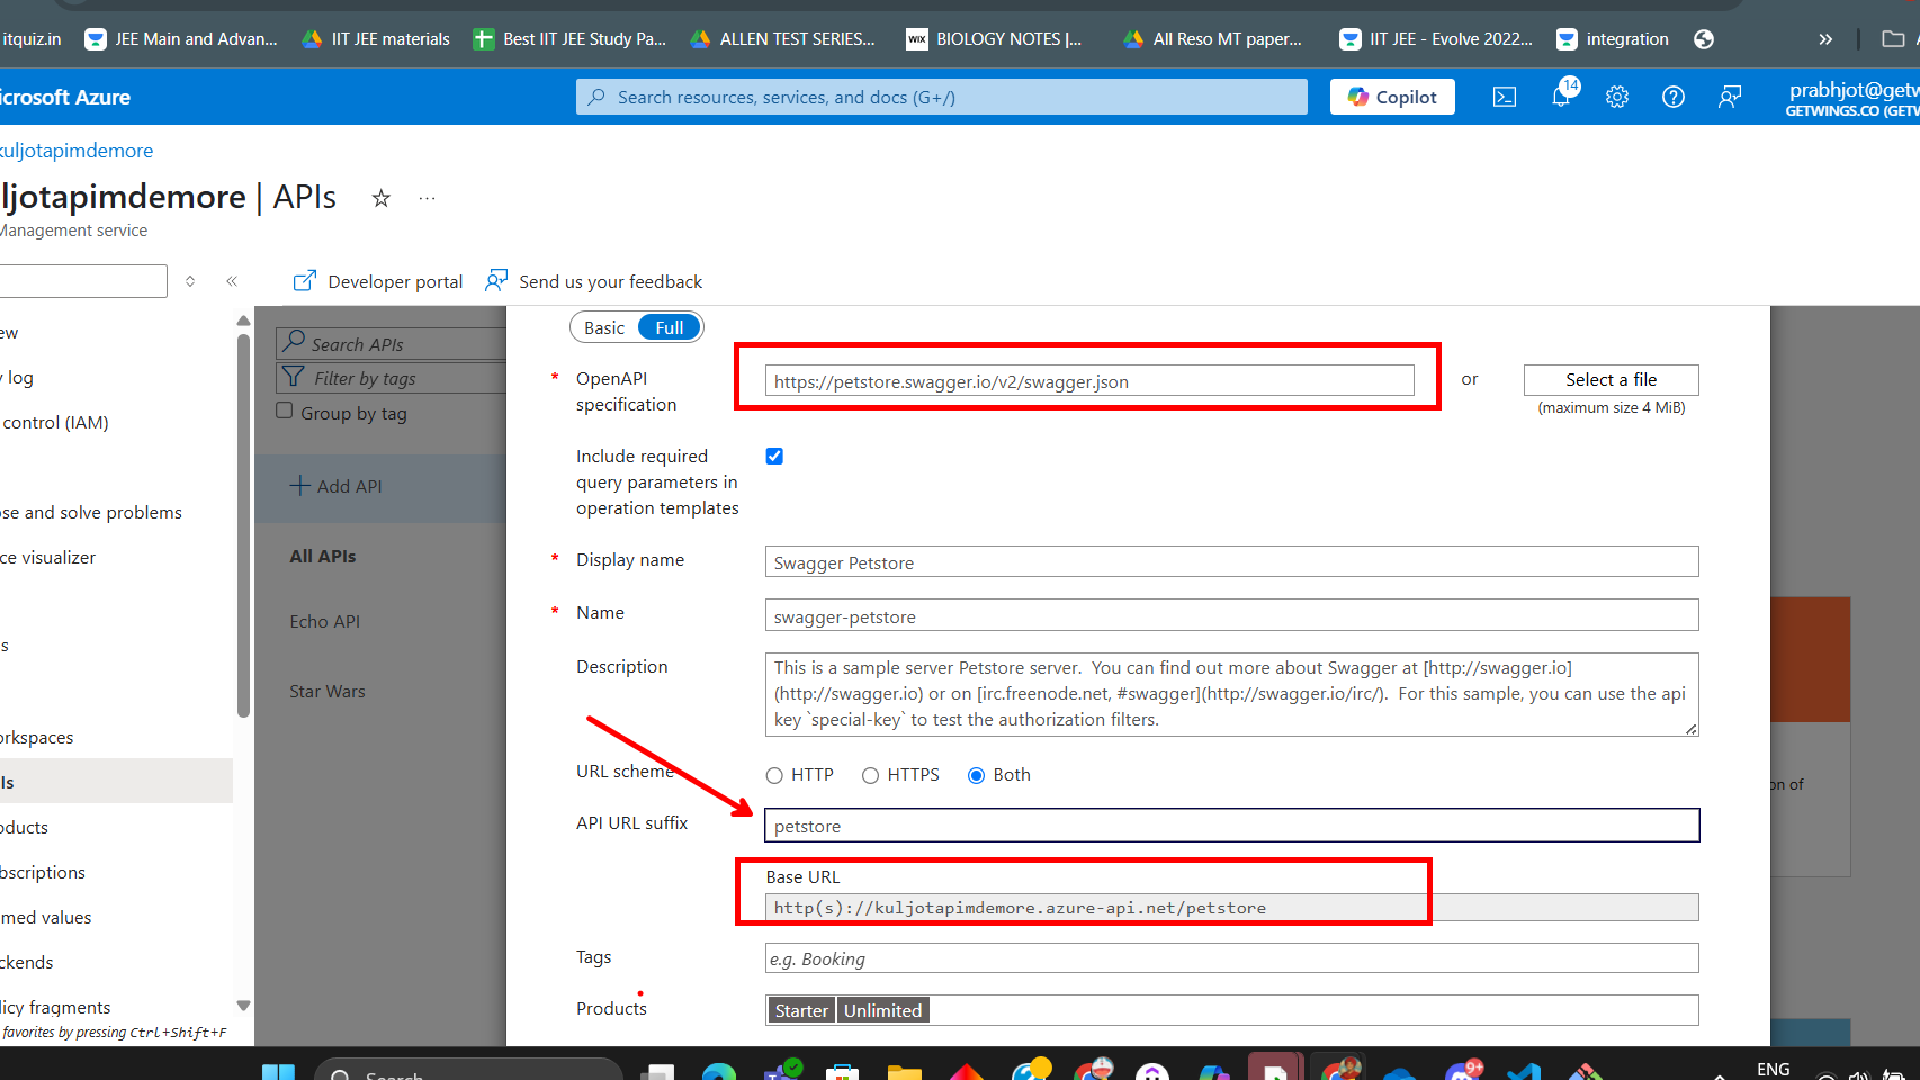 itquiz.in JEE Main and Advan... IIT JEE materials Best IIT JEE Study Pa... ALLEN TEST SERIES... WIX BIOLOGY NOTES |... All Reso MT paper... IIT JEE - Evolve 2022... integration »
icrosoft Azure
Search resources, services, and docs (G+/)
Copilot
14
prabhjot@getw
GETWINGS.CO (GETW
kuljotapimdemore
ljotapimdemore | APIs ...
Management service
«
Developer portal
Send us your feedback
ew
log
control (IAM)
ose and solve problems
ce visualizer
s
orkspaces
Is
oducts
bscriptions
med values
ckends
licy fragments
favorites by pressing Ctrl+Shift+F
Search APIs
Filter by tags
Group by tag
+ Add API
All APIs
Echo API
Star Wars
Basic Full
* OpenAPI
specification
https://petstore.swagger.io/v2/swagger.json
or
Select a file
(maximum size 4 MiB)
Include required
query parameters in
operation templates
* Display name
Swagger Petstore
* Name
swagger-petstore
Description
This is a sample server Petstore server. You can find out more about Swagger at [http://swagger.io]
(http://swagger.io) or on [irc.freenode.net, #swagger](http://swagger.io/irc/). For this sample, you can use the api
key `special-key` to test the authorization filters.
URL scheme
HTTP HTTPS Both
API URL suffix
petstore
Base URL
http(s)://kuljotapimdemore.azure-api.net/petstore
Tags
e.g. Booking
Products
Starter Unlimited
on of
Search
9+
ENG